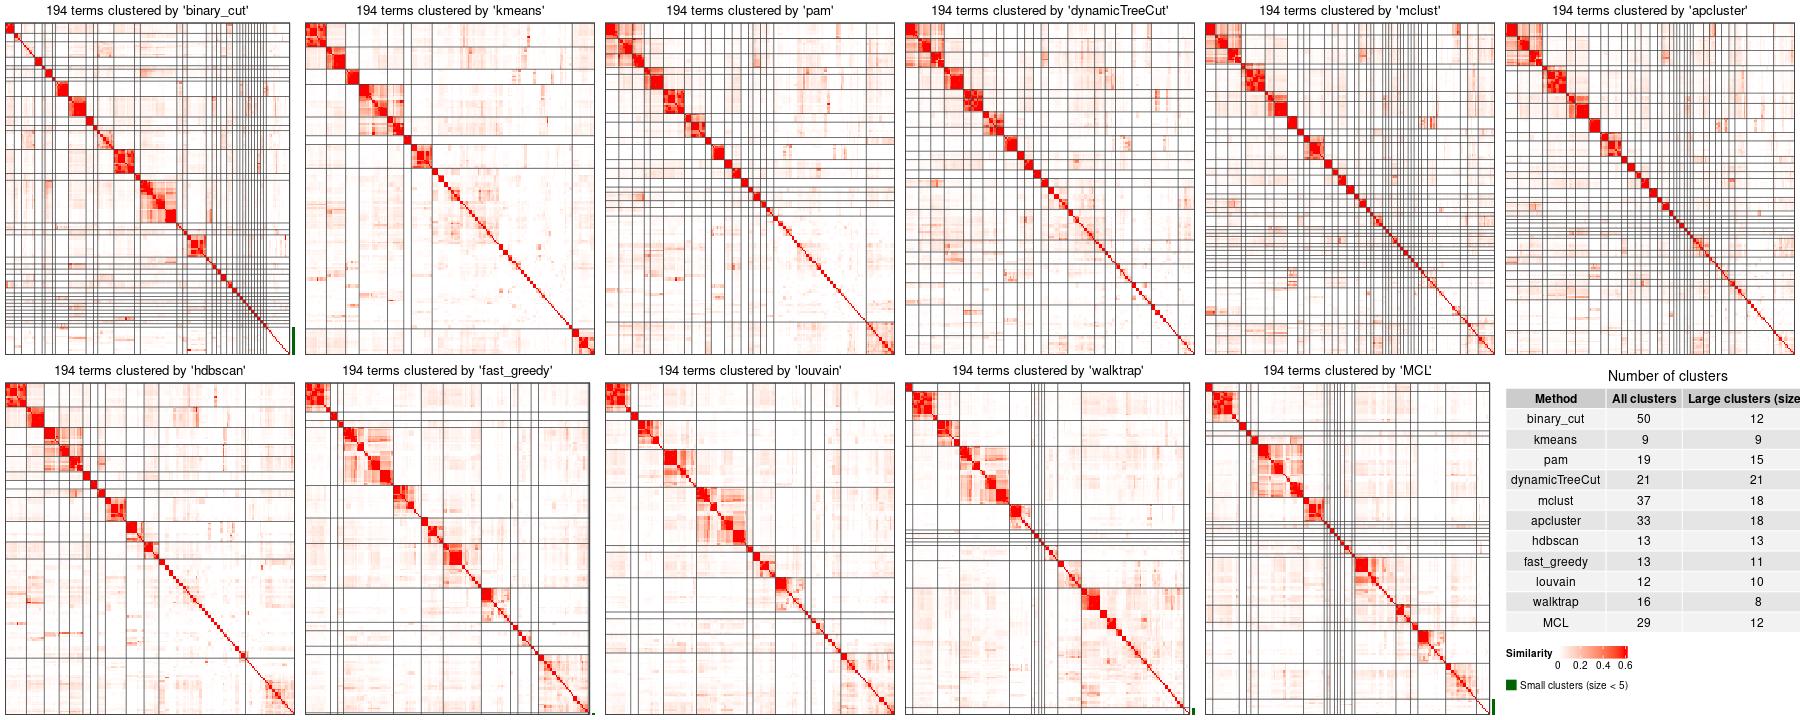 194 terms clustered by 'binary_cut'
194 terms clustered by 'kmeans'
194 terms clustered by 'pam'
194 terms clustered by 'dynamicTreeCut'
194 terms clustered by 'mclust'
194 terms clustered by 'apcluster'
194 terms clustered by 'hdbscan'
194 terms clustered by 'fast_greedy'
194 terms clustered by 'louvain'
194 terms clustered by 'walktrap'
194 terms clustered by 'MCL'
Number of clusters
Method All clusters Large clusters (size
binary_cut 50 12
kmeans 9 9
pam 19 15
dynamicTreeCut 21 21
mclust 37 18
apcluster 33 18
hdbscan 13 13
fast_greedy 13 11
louvain 12 10
walktrap 16 8
MCL 29 12
Similarity
0 0.2 0.4 0.6
Small clusters (size < 5)